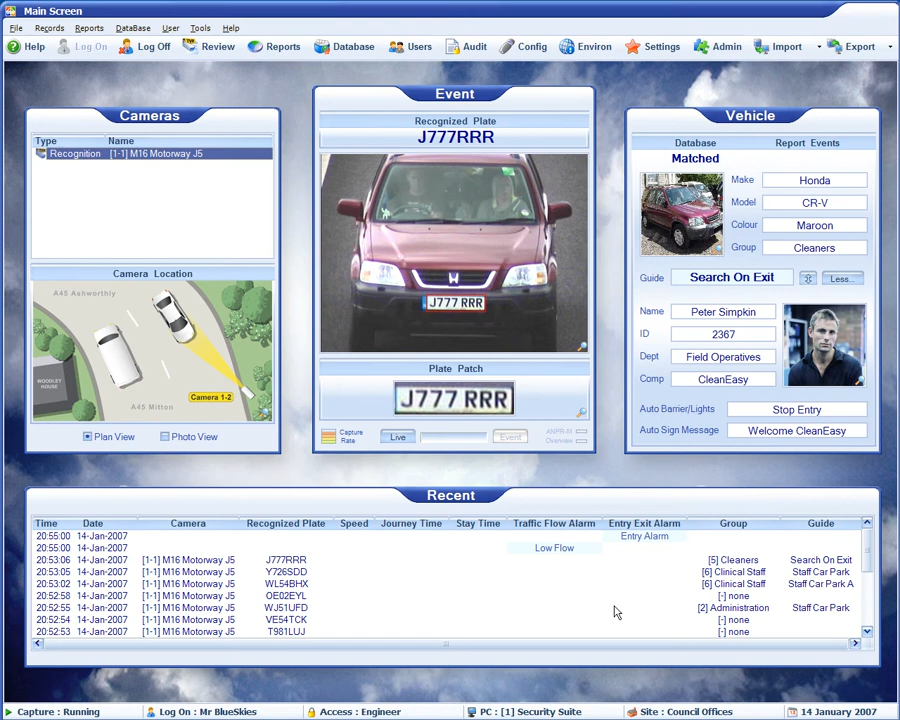 Main Screen
File Records Reports DataBase User Tools Help
Help Log On Log Off Review Reports Database Users Audit Config Environ Settings Admin Import Export
Cameras
Type Name
Recognition [1-1] M16 Motorway J5
Camera Location
A45 Ashworthly
WOODLEY
HOUSE
Camera 1-2
A45 Mitton
Plan View Photo View
Event
Recognized Plate
J777RRR
J777 RRR
Plate Patch
J777 RRR
Capture
Rate
Live Event
ANPR-M
Overview
Vehicle
Database Report Events
Matched
Make Honda
Model CR-V
Colour Maroon
Group Cleaners
Guide Search On Exit Less...
Name Peter Simpkin
ID 2367
Dept Field Operatives
Comp CleanEasy
Auto Barrier/Lights Stop Entry
Auto Sign Message Welcome CleanEasy
Recent
Time Date Camera Recognized Plate Speed Journey Time Stay Time Traffic Flow Alarm Entry Exit Alarm Group Guide
20:55:00 14-Jan-2007 Entry Alarm
20:55:00 14-Jan-2007 Low Flow
20:53:06 14-Jan-2007 [1-1] M16 Motorway J5 J777RRR [5] Cleaners Search On Exit
20:53:05 14-Jan-2007 [1-1] M16 Motorway J5 Y726SDD [6] Clinical Staff Staff Car Park
20:53:02 14-Jan-2007 [1-1] M16 Motorway J5 WL54BHX [6] Clinical Staff Staff Car Park A
20:52:58 14-Jan-2007 [1-1] M16 Motorway J5 OE02EYL [-] none
20:52:55 14-Jan-2007 [1-1] M16 Motorway J5 WJ51UFD [2] Administration Staff Car Park
20:52:54 14-Jan-2007 [1-1] M16 Motorway J5 VE54TCK [-] none
20:52:53 14-Jan-2007 [1-1] M16 Motorway J5 T981LUJ [-] none
Capture : Running Log On : Mr BlueSkies Access : Engineer PC : [1] Security Suite Site : Council Offices 14 January 2007